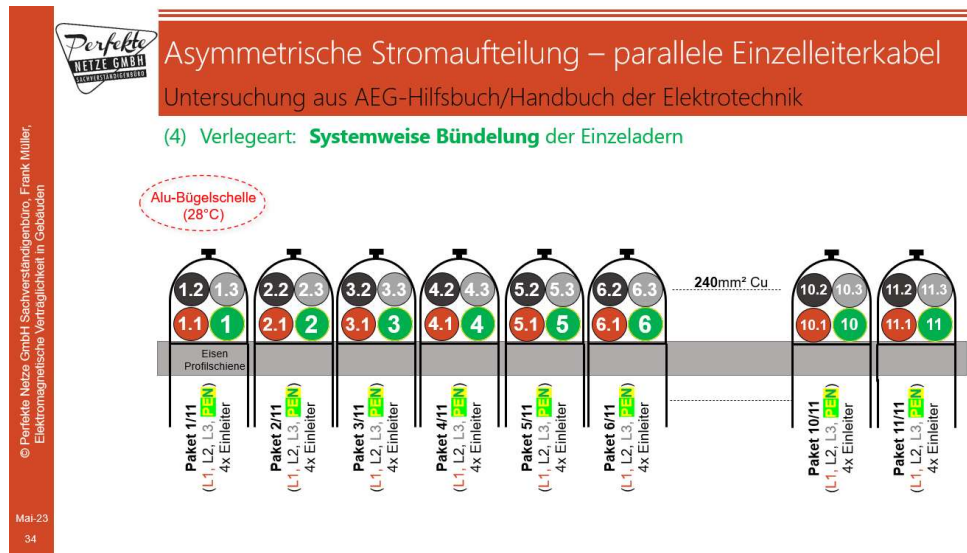 Perfekte
NETZE GMBH
SACHVERSTÄNDIGENBÜRO
Asymmetrische Stromaufteilung – parallele Einzelleiterkabel
Untersuchung aus AEG-Hilfsbuch/Handbuch der Elektrotechnik
(4) Verlegeart: Systemweise Bündelung der Einzeladern
Alu-Bügelschelle
(28°C)
1.2 1.3 2.2 2.3 3.2 3.3 4.2 4.3 5.2 5.3 6.2 6.3 240mm² Cu 10.2 10.3 11.2 11.3
1.1 1 2.1 2 3.1 3 4.1 4 5.1 5 6.1 6 10.1 10 11.1 11
Eisen
Profilschiene
Paket 1/11
(L1, L2, L3, PEN)
4x Einleiter
Paket 2/11
(L1, L2, L3, PEN)
4x Einleiter
Paket 3/11
(L1, L2, L3, PEN)
4x Einleiter
Paket 4/11
(L1, L2, L3, PEN)
4x Einleiter
Paket 5/11
(L1, L2, L3, PEN)
4x Einleiter
Paket 6/11
(L1, L2, L3, PEN)
4x Einleiter
Paket 10/11
(L1, L2, L3, PEN)
4x Einleiter
Paket 11/11
(L1, L2, L3, PEN)
4x Einleiter
© Perfekte Netze GmbH Sachverständigenbüro, Frank Müller,
Elektromagnetische Verträglichkeit in Gebäuden
Mai-23
34